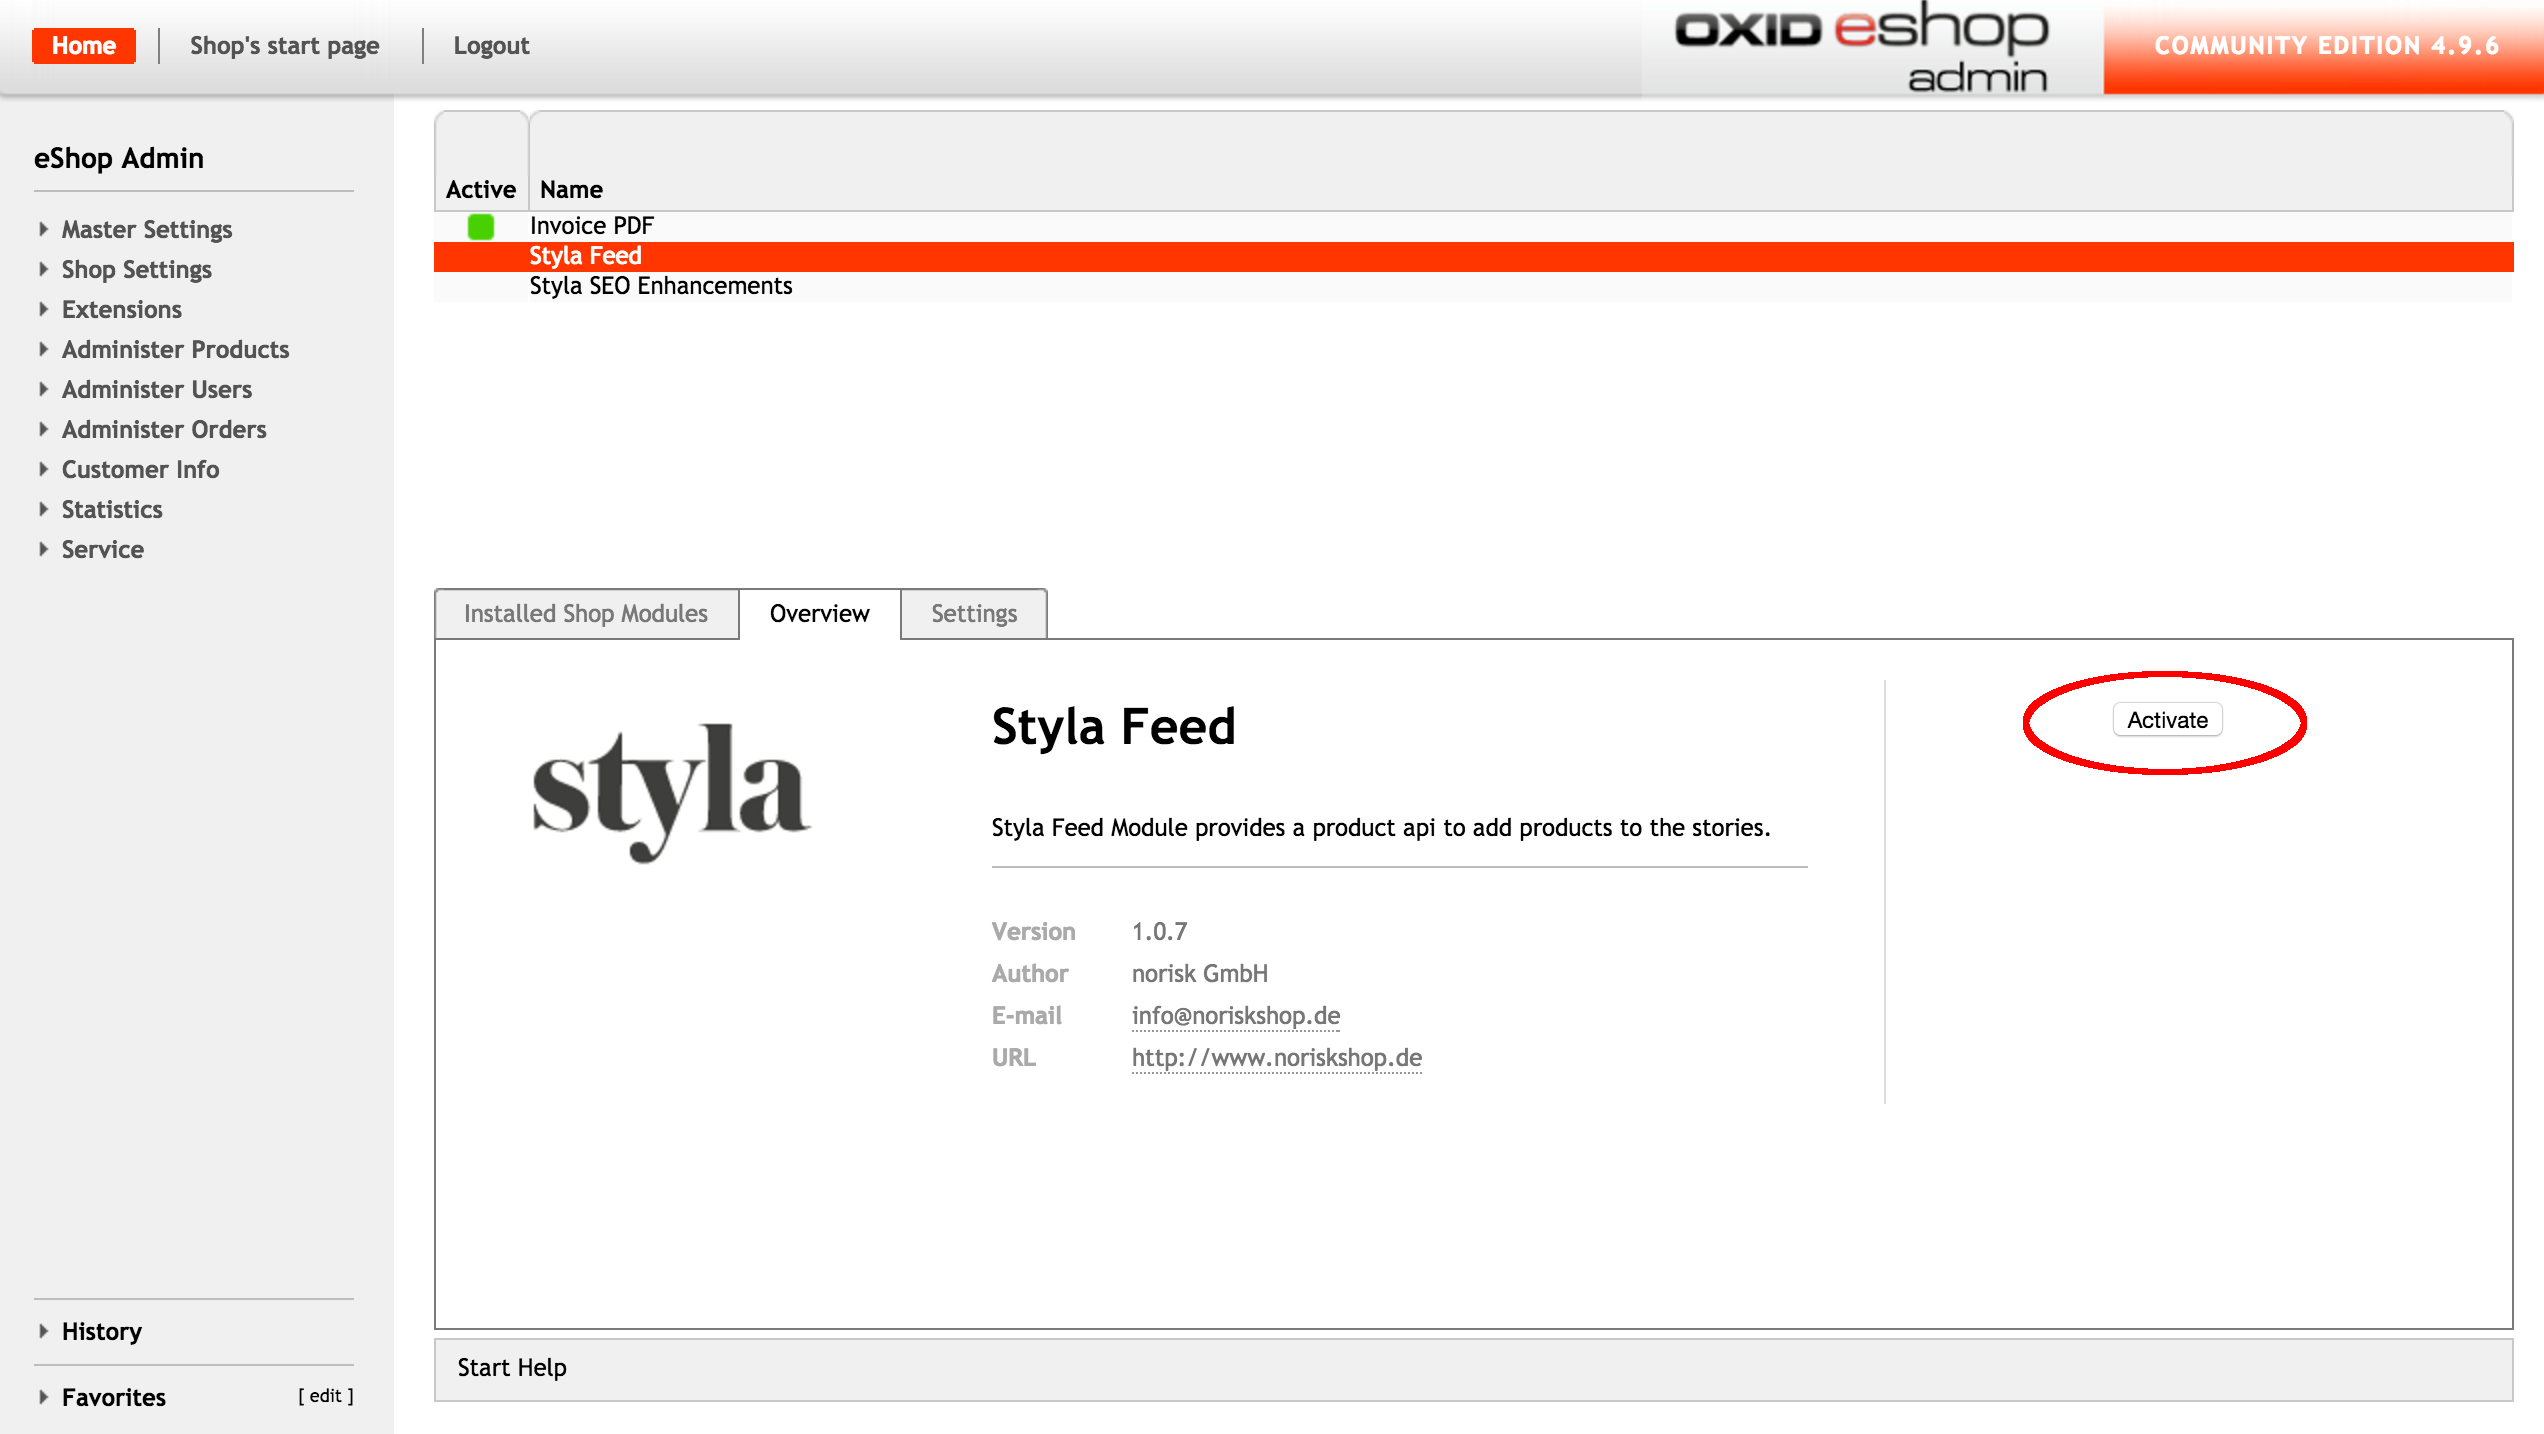 Home
Shop's start page
Logout
OXID eshop
admin
COMMUNITY EDITION 4.9.6
eShop Admin
Master Settings
Shop Settings
Extensions
Administer Products
Administer Users
Administer Orders
Customer Info
Statistics
Service
History
Favorites [ edit ]
Active Name
Invoice PDF
Styla Feed
Styla SEO Enhancements
Installed Shop Modules Overview Settings
styla
Styla Feed
Styla Feed Module provides a product api to add products to the stories.
Version 1.0.7
Author norisk GmbH
E-mail info@noriskshop.de
URL http://www.noriskshop.de
Activate
Start Help